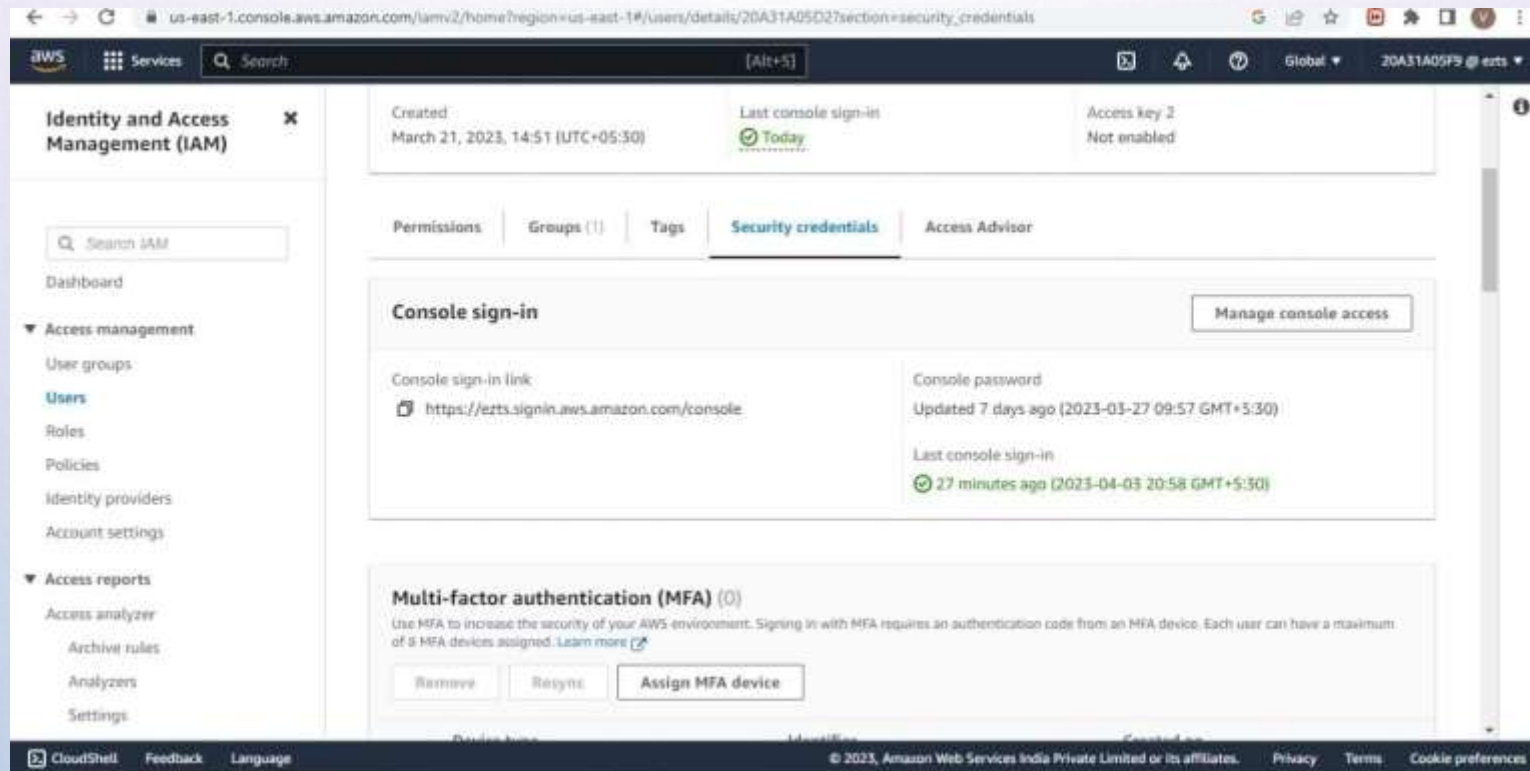 us-east-1.console.aws.amazon.com/iamv2/home?region=us-east-1#/users/details/20A31A05D2?section=security_credentials
aws Services Search [Alt+S] Global 20A31A05F9 @ ezts
Identity and Access
Management (IAM)
Search IAM
Dashboard
Access management
User groups
Users
Roles
Policies
Identity providers
Account settings
Access reports
Access analyzer
Archive rules
Analyzers
Settings
Created Last console sign-in Access key 2
March 21, 2023, 14:51 (UTC+05:30) Today Not enabled
Permissions Groups (1) Tags Security credentials Access Advisor
Console sign-in Manage console access
Console sign-in link
https://ezts.signin.aws.amazon.com/console
Console password
Updated 7 days ago (2023-03-27 09:57 GMT+5:30)
Last console sign-in
27 minutes ago (2023-04-03 20:58 GMT+5:30)
Multi-factor authentication (MFA) (0)
Use MFA to increase the security of your AWS environment. Signing in with MFA requires an authentication code from an MFA device. Each user can have a maximum
of 8 MFA devices assigned. Learn more
Remove Resync Assign MFA device
Device type Identifier Created on
CloudShell Feedback Language © 2023, Amazon Web Services India Private Limited or its affiliates. Privacy Terms Cookie preferences